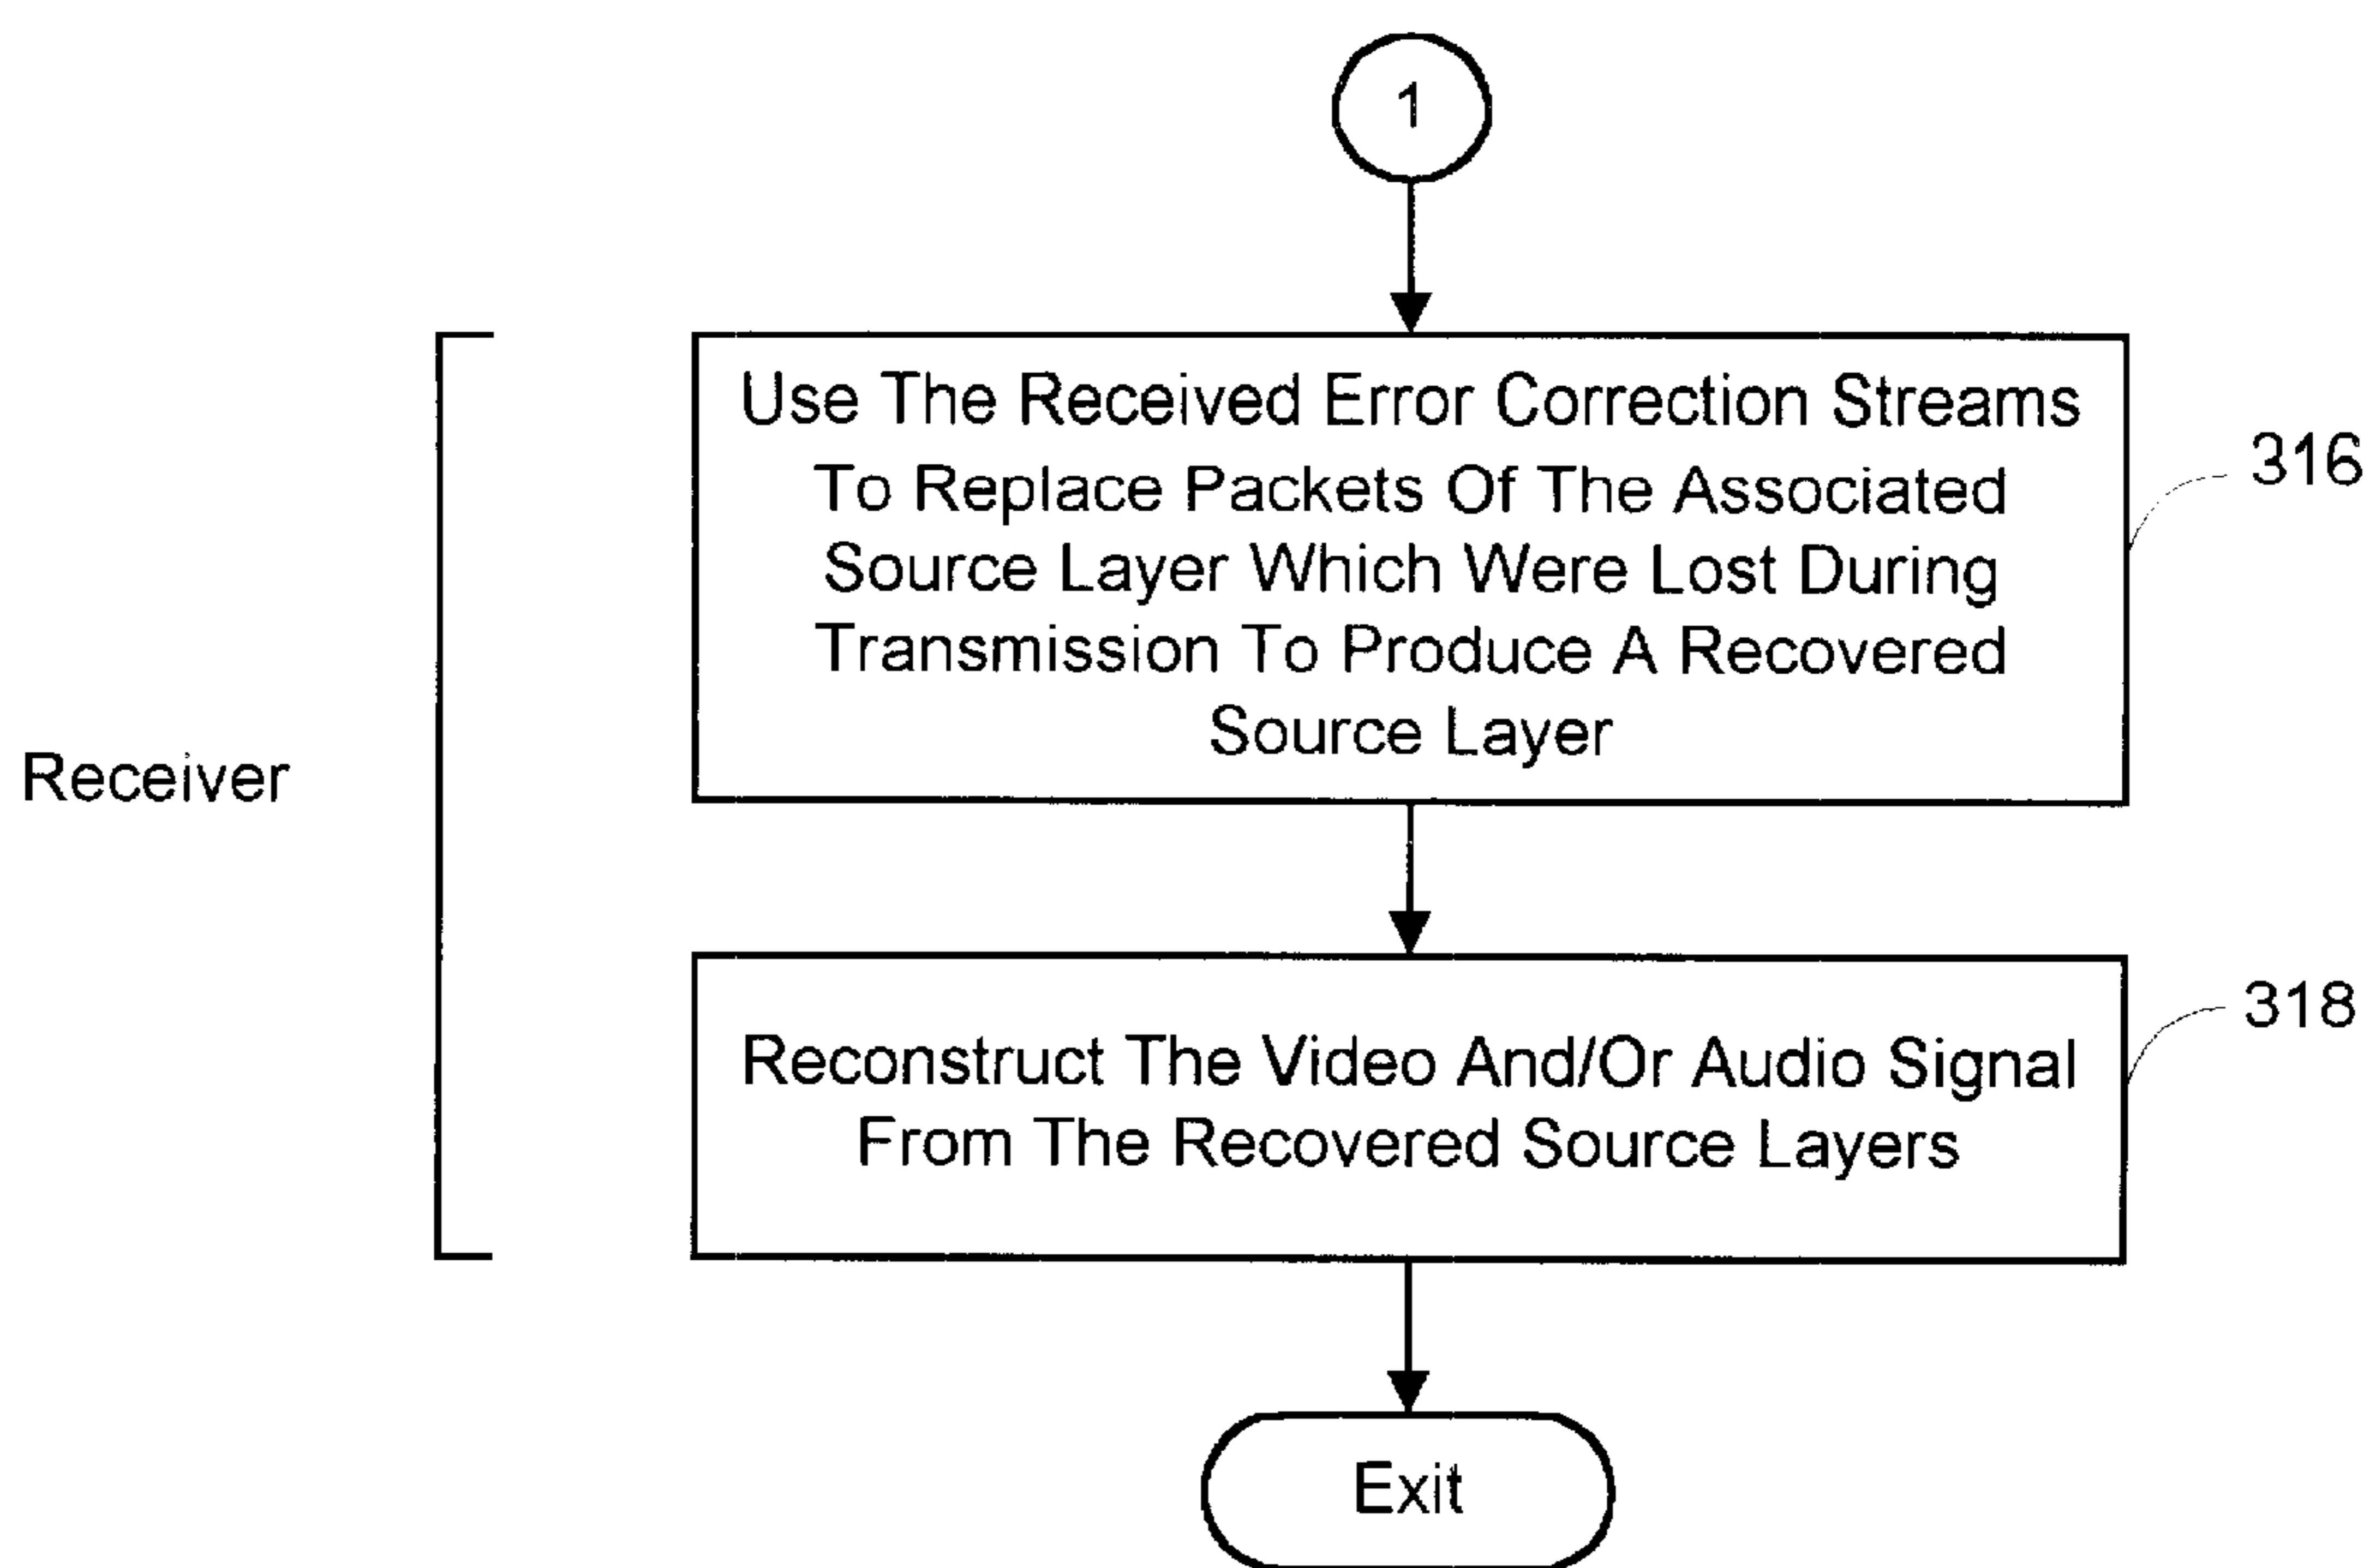 1
Use The Received Error Correction Streams
To Replace Packets Of The Associated
Source Layer Which Were Lost During
Transmission To Produce A Recovered
Source Layer
316
Receiver
Reconstruct The Video And/Or Audio Signal
From The Recovered Source Layers
318
Exit